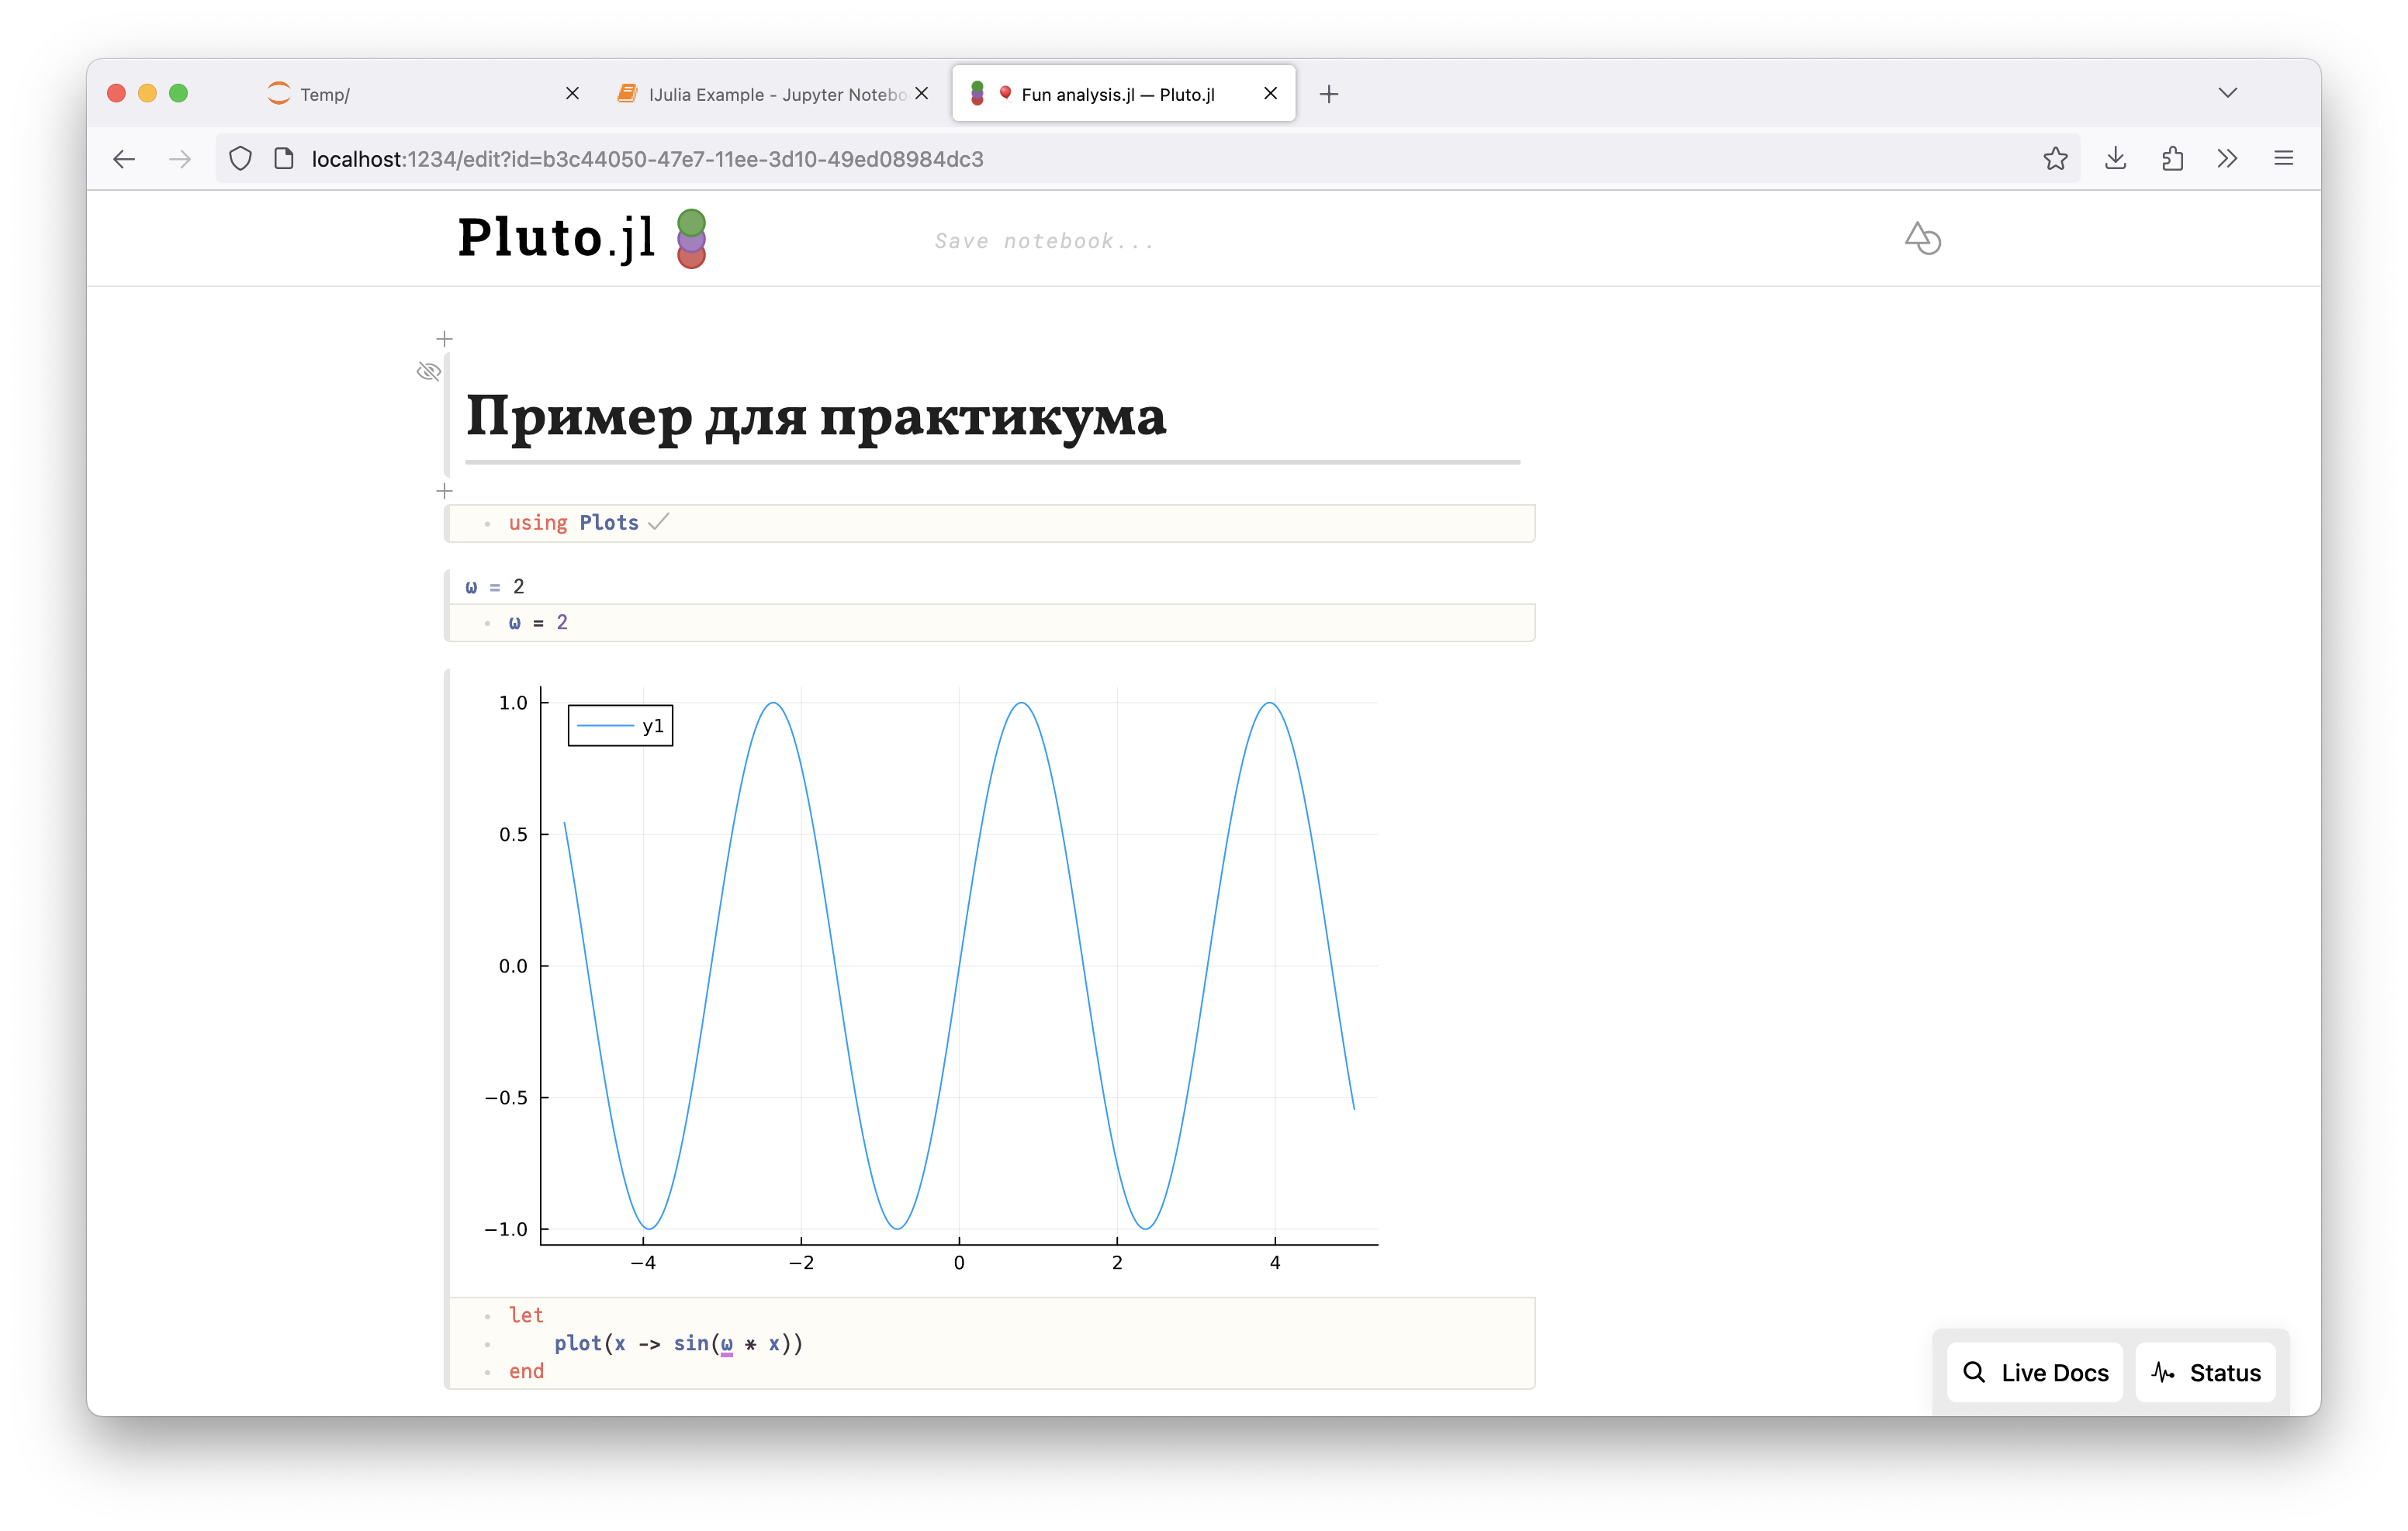 Temp/
IJulia Example - Jupyter Notebo
Fun analysis.jl — Pluto.jl
localhost:1234/edit?id=b3c44050-47e7-11ee-3d10-49ed08984dc3
Pluto.jl
Save notebook...
Пример для практикума
using Plots
ω = 2
ω = 2
1.0
y1
0.5
0.0
−0.5
−1.0
−4 −2 0 2 4
let
plot(x -> sin(ω * x))
end
Live Docs
Status